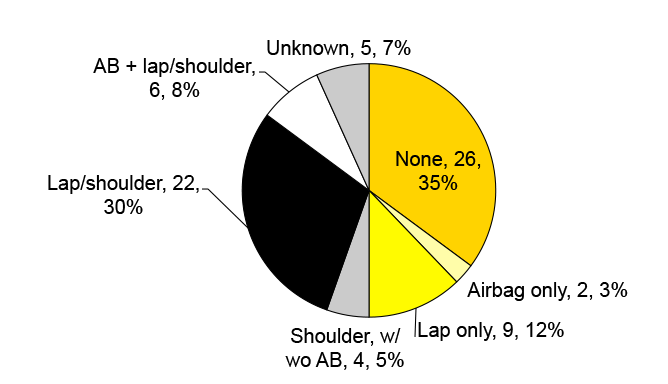 Unknown, 5, 7%
AB + lap/shoulder,
6, 8%
None, 26,
35%
Lap/shoulder, 22,
30%
Airbag only, 2, 3%
Lap only, 9, 12%
Shoulder, w/
wo AB, 4, 5%